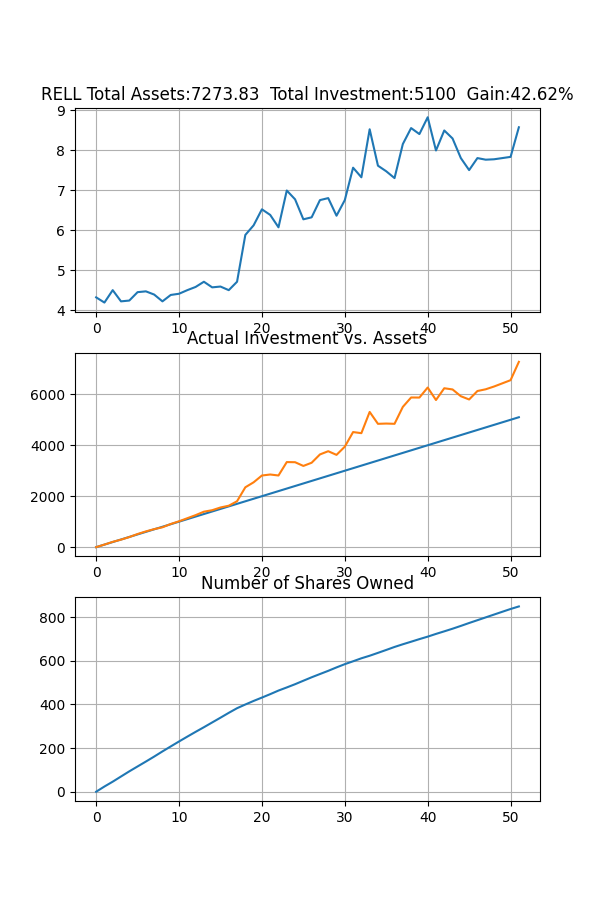 RELL Total Assets:7273.83  Total Investment:5100  Gain:42.62%
9
8
7
6
5
4
0 10 20 30 40 50
Actual Investment vs. Assets
6000
4000
2000
0
0 10 20 30 40 50
Number of Shares Owned
800
600
400
200
0
0 10 20 30 40 50